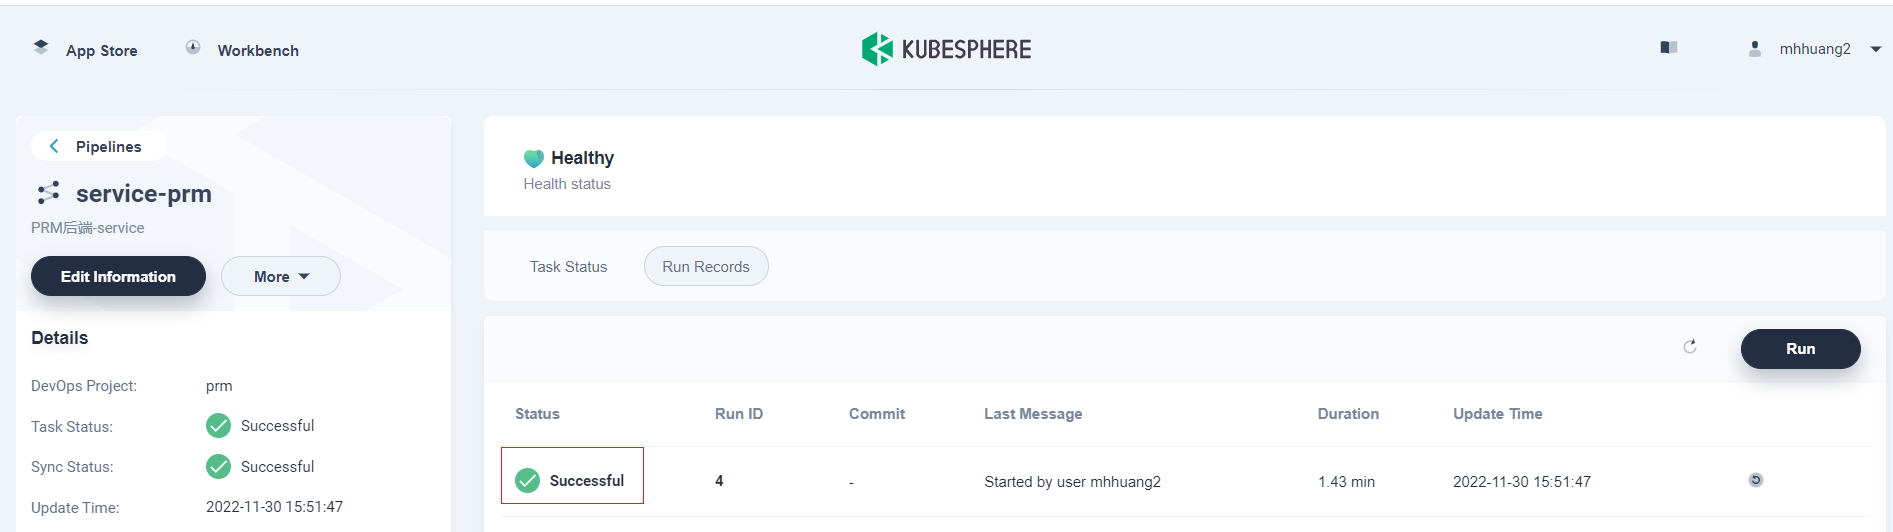 App Store
Workbench
KUBESPHERE
mhhuang2
Pipelines
service-prm
PRM后端-service
Edit Information
More
Details
DevOps Project: prm
Task Status: Successful
Sync Status: Successful
Update Time: 2022-11-30 15:51:47
Healthy
Health status
Task Status
Run Records
Run
Status Run ID Commit Last Message Duration Update Time
Successful 4 - Started by user mhhuang2 1.43 min 2022-11-30 15:51:47